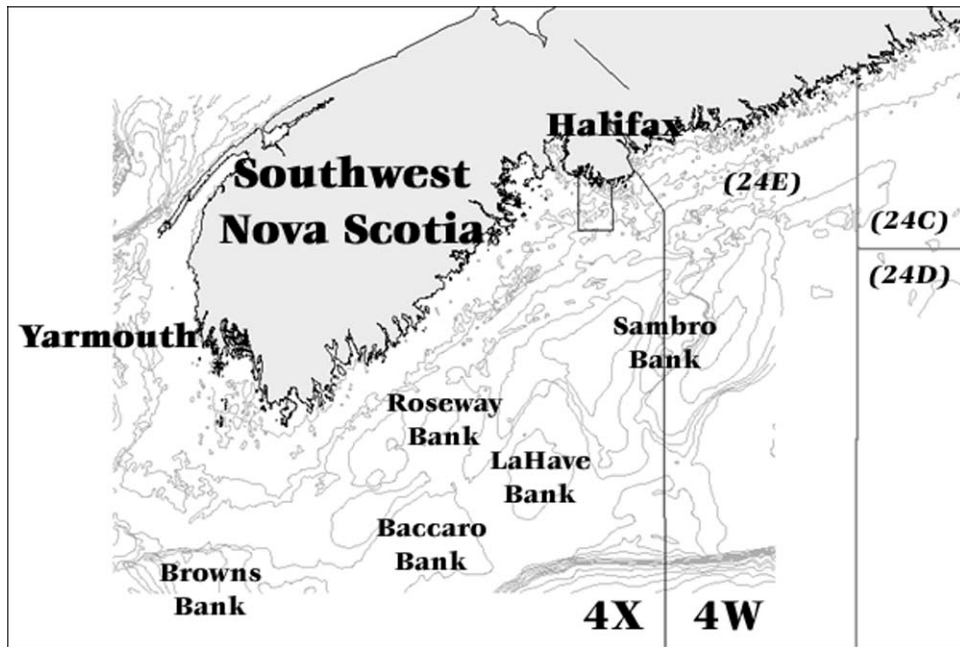 Halifax
Southwest
Nova Scotia
(24E)
(24C)
(24D)
Yarmouth
Sambro
Bank
Roseway
Bank
LaHave
Bank
Baccaro
Bank
Browns
Bank
4X
4W